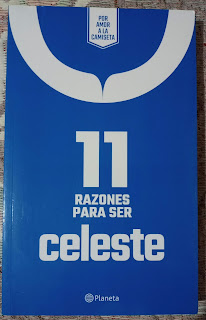 POR
AMOR A LA
CAMISETA
11
RAZONES
PARA SER
celeste
Planeta